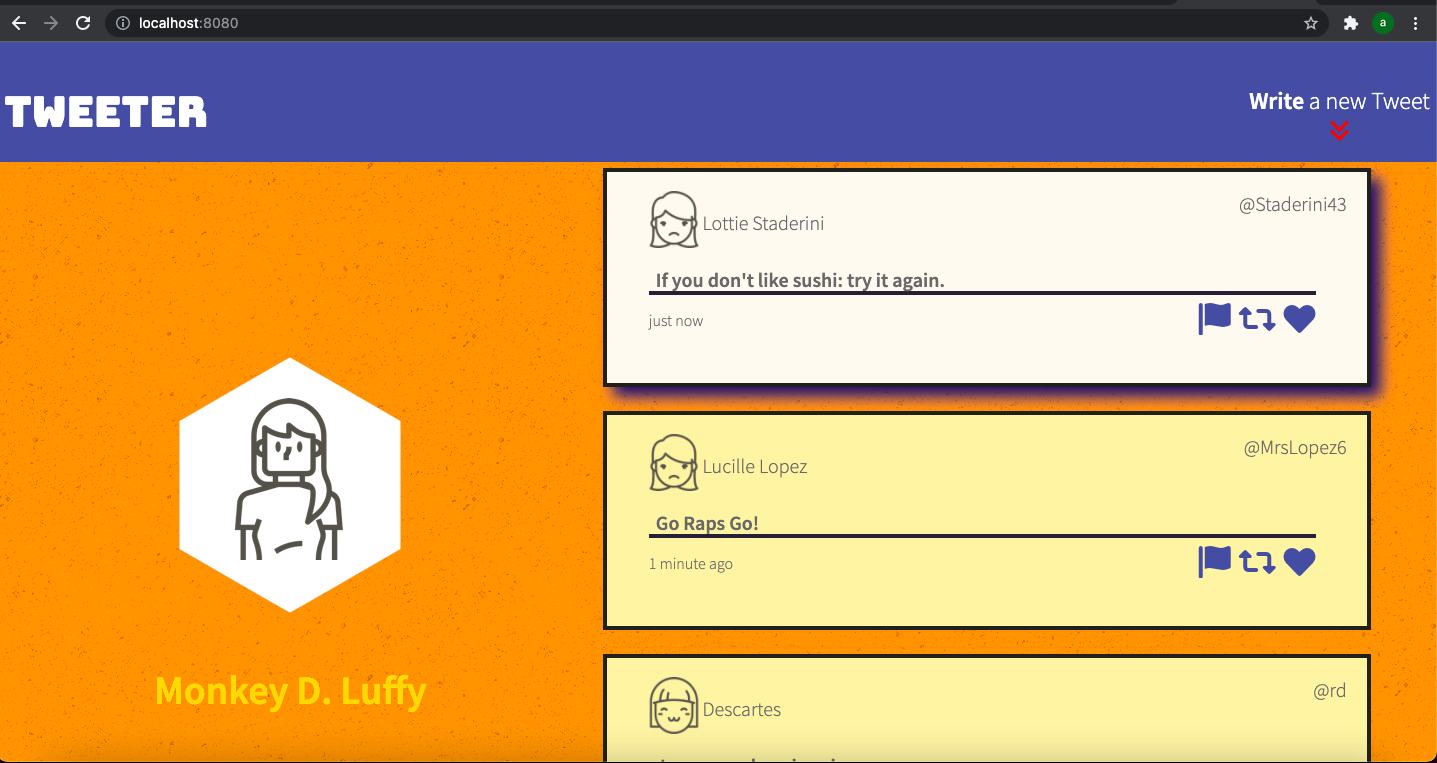 localhost:8080
a
TWEETER
Write a new Tweet
Lottie Staderini
@Staderini43
If you don't like sushi: try it again.
just now
Lucille Lopez
@MrsLopez6
Go Raps Go!
1 minute ago
Monkey D. Luffy
Descartes
@rd